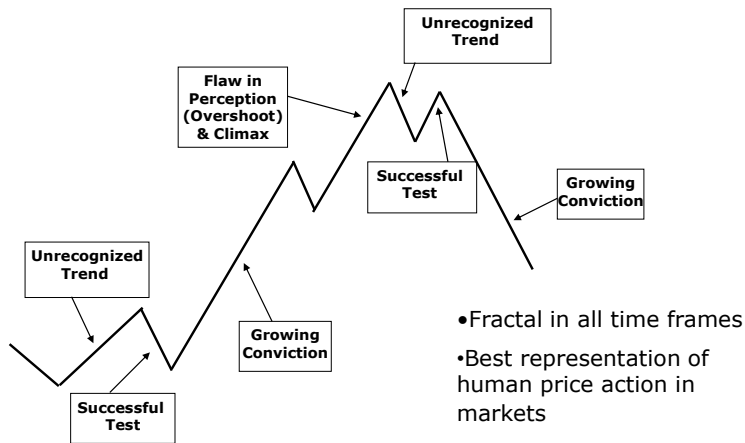 Unrecognized
Trend
Flaw in
Perception
(Overshoot)
& Climax
Successful
Test
Growing
Conviction
Unrecognized
Trend
Growing
Conviction
Successful
Test
•Fractal in all time frames
•Best representation of
human price action in
markets